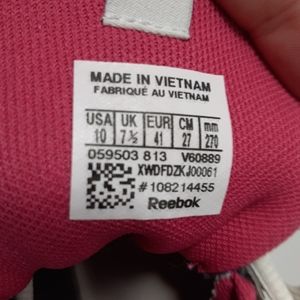 MADE IN VIETNAM
FABRIQUÉ AU VIETNAM
USA UK EUR CM mm
10 7½ 41 27 270
059503 813 V60889
XWDFDZKJ00061
#108214455
Reebok